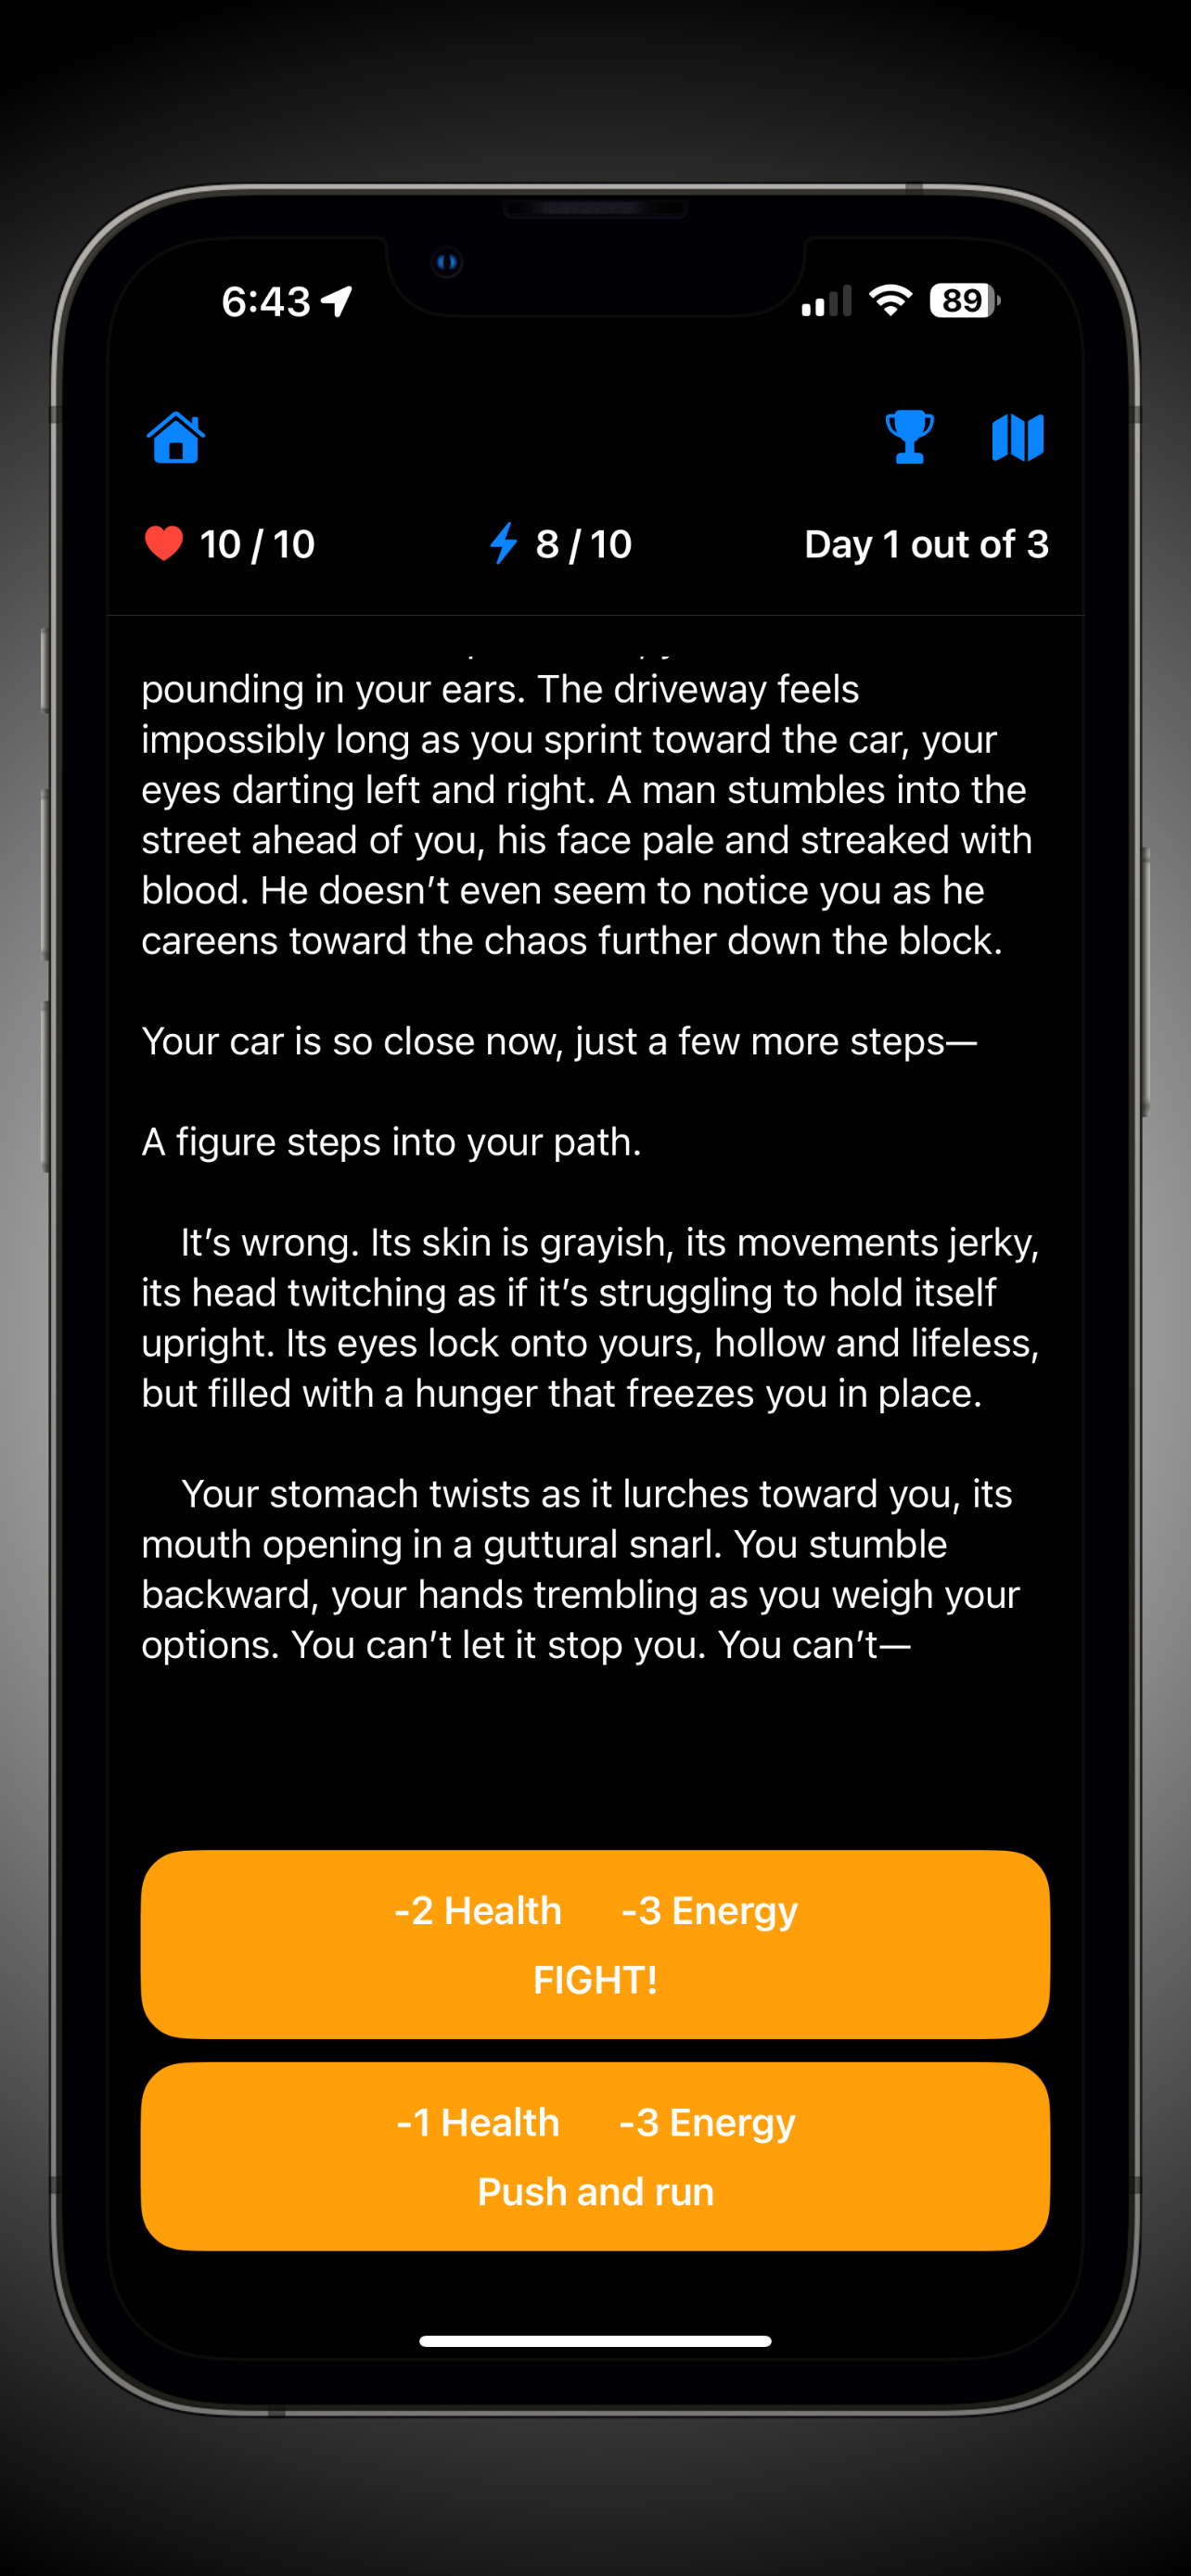 6:43
89
10 / 10
8 / 10
Day 1 out of 3
pounding in your ears. The driveway feels
impossibly long as you sprint toward the car, your
eyes darting left and right. A man stumbles into the
street ahead of you, his face pale and streaked with
blood. He doesn’t even seem to notice you as he
careens toward the chaos further down the block.
Your car is so close now, just a few more steps—
A figure steps into your path.
It’s wrong. Its skin is grayish, its movements jerky,
its head twitching as if it’s struggling to hold itself
upright. Its eyes lock onto yours, hollow and lifeless,
but filled with a hunger that freezes you in place.
Your stomach twists as it lurches toward you, its
mouth opening in a guttural snarl. You stumble
backward, your hands trembling as you weigh your
options. You can’t let it stop you. You can’t—
-2 Health -3 Energy
FIGHT!
-1 Health -3 Energy
Push and run